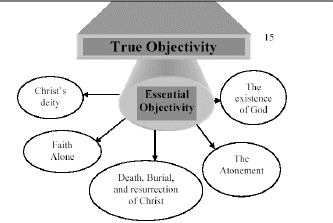 15
True Objectivity
Christ's
deity
Essential
Objectivity
The
existence
of God
Faith
Alone
Death, Burial,
and resurrection
of Christ
The
Atonement